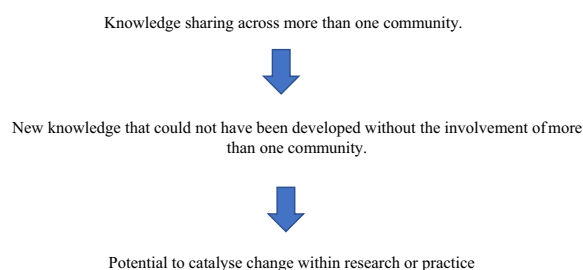 Knowledge sharing across more than one community.
New knowledge that could not have been developed without the involvement of more
than one community.
Potential to catalyse change within research or practice